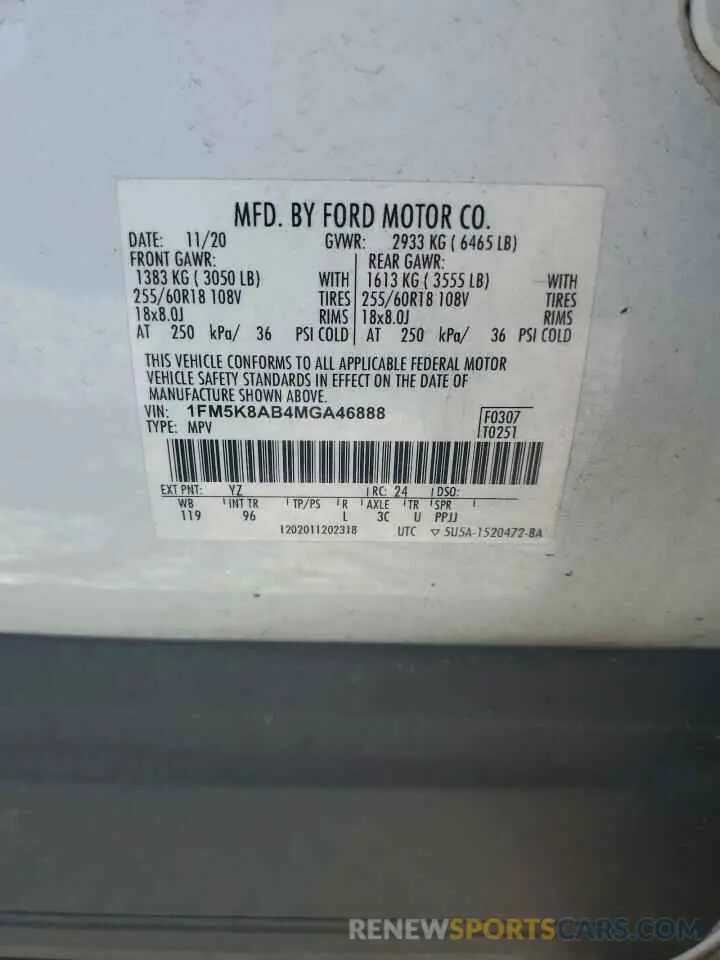 MFD. BY FORD MOTOR CO.
DATE: 11/20 GVWR: 2933 KG ( 6465 LB)
FRONT GAWR: REAR GAWR:
1383 KG ( 3050 LB) WITH 1613 KG ( 3555 LB) WITH
255/60R18 108V TIRES 255/60R18 108V TIRES
18x8.0J RIMS 18x8.0J RIMS
AT 250 kPa/ 36 PSI COLD AT 250 kPa/ 36 PSI COLD
THIS VEHICLE CONFORMS TO ALL APPLICABLE FEDERAL MOTOR
VEHICLE SAFETY STANDARDS IN EFFECT ON THE DATE OF
MANUFACTURE SHOWN ABOVE.
VIN: 1FM5K8AB4MGA46888 F0307
TYPE: MPV T0251
EXT PNT: YZ RC: 24 DSO:
WB INT TR TP/PS R AXLE TR SPR
119 96 L 3C U PPJJ
1202011202318 UTC ▽ 5U5A-1520472-BA
RENEWSPORTSCARS.COM